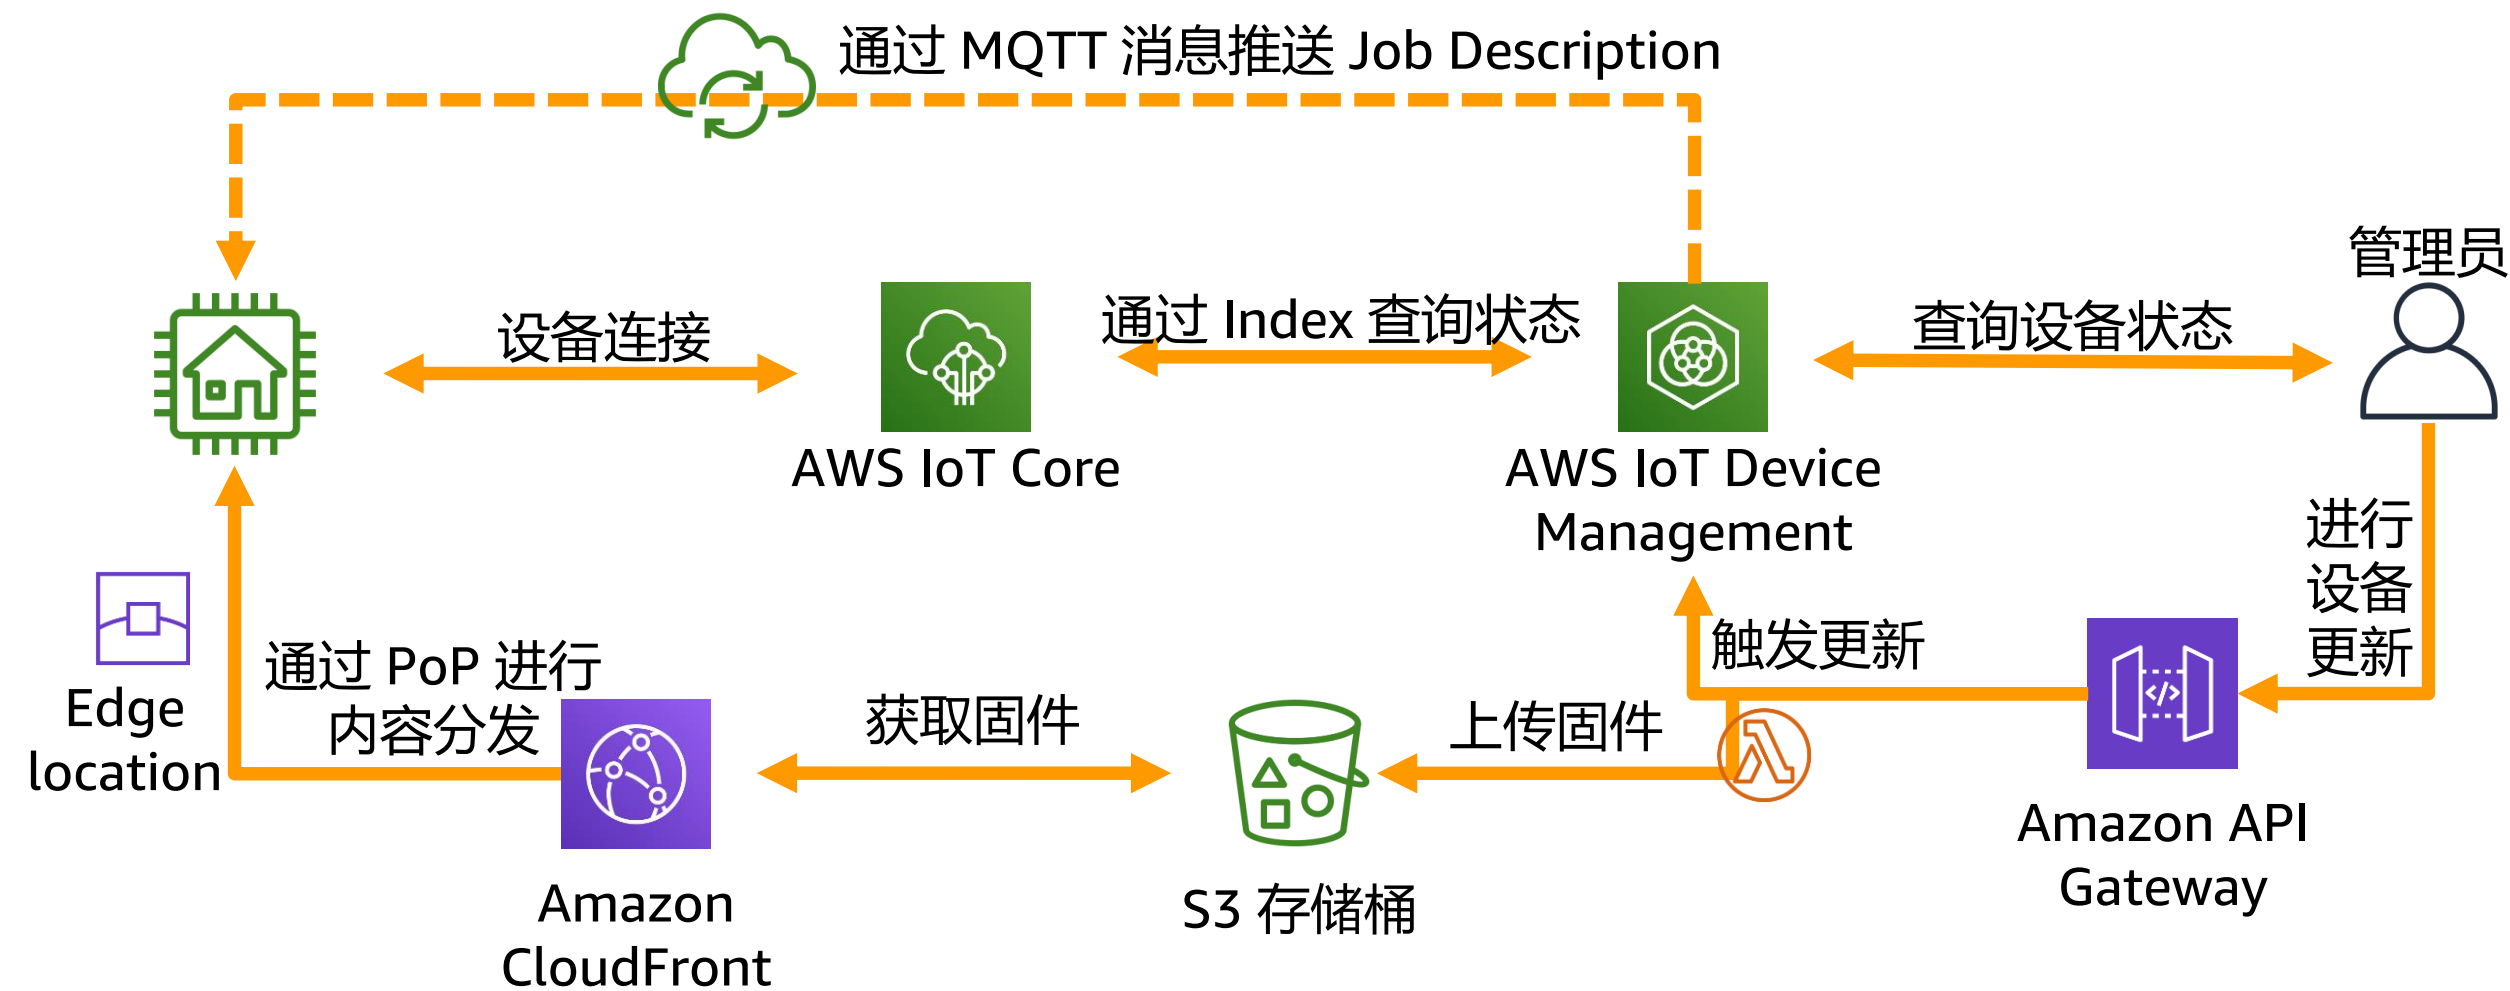 通过 MQTT 消息推送 Job Description
管理员
设备连接
通过 Index 查询状态
查询设备状态
AWS IoT Core
AWS IoT Device
Management
进行
设备
更新
触发更新
通过 PoP 进行
内容分发
Edge
location
获取固件
上传固件
Amazon API
Gateway
Amazon
CloudFront
S3 存储桶